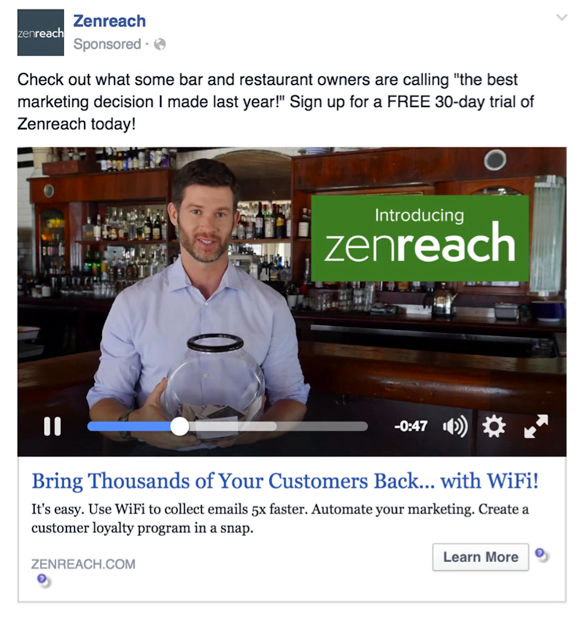 zenreach
Zenreach
Sponsored ·
Check out what some bar and restaurant owners are calling "the best
marketing decision I made last year!" Sign up for a FREE 30-day trial of
Zenreach today!
Introducing
zenreach
-0:47
Bring Thousands of Your Customers Back... with WiFi!
It's easy. Use WiFi to collect emails 5x faster. Automate your marketing. Create a
customer loyalty program in a snap.
ZENREACH.COM
Learn More
?
?